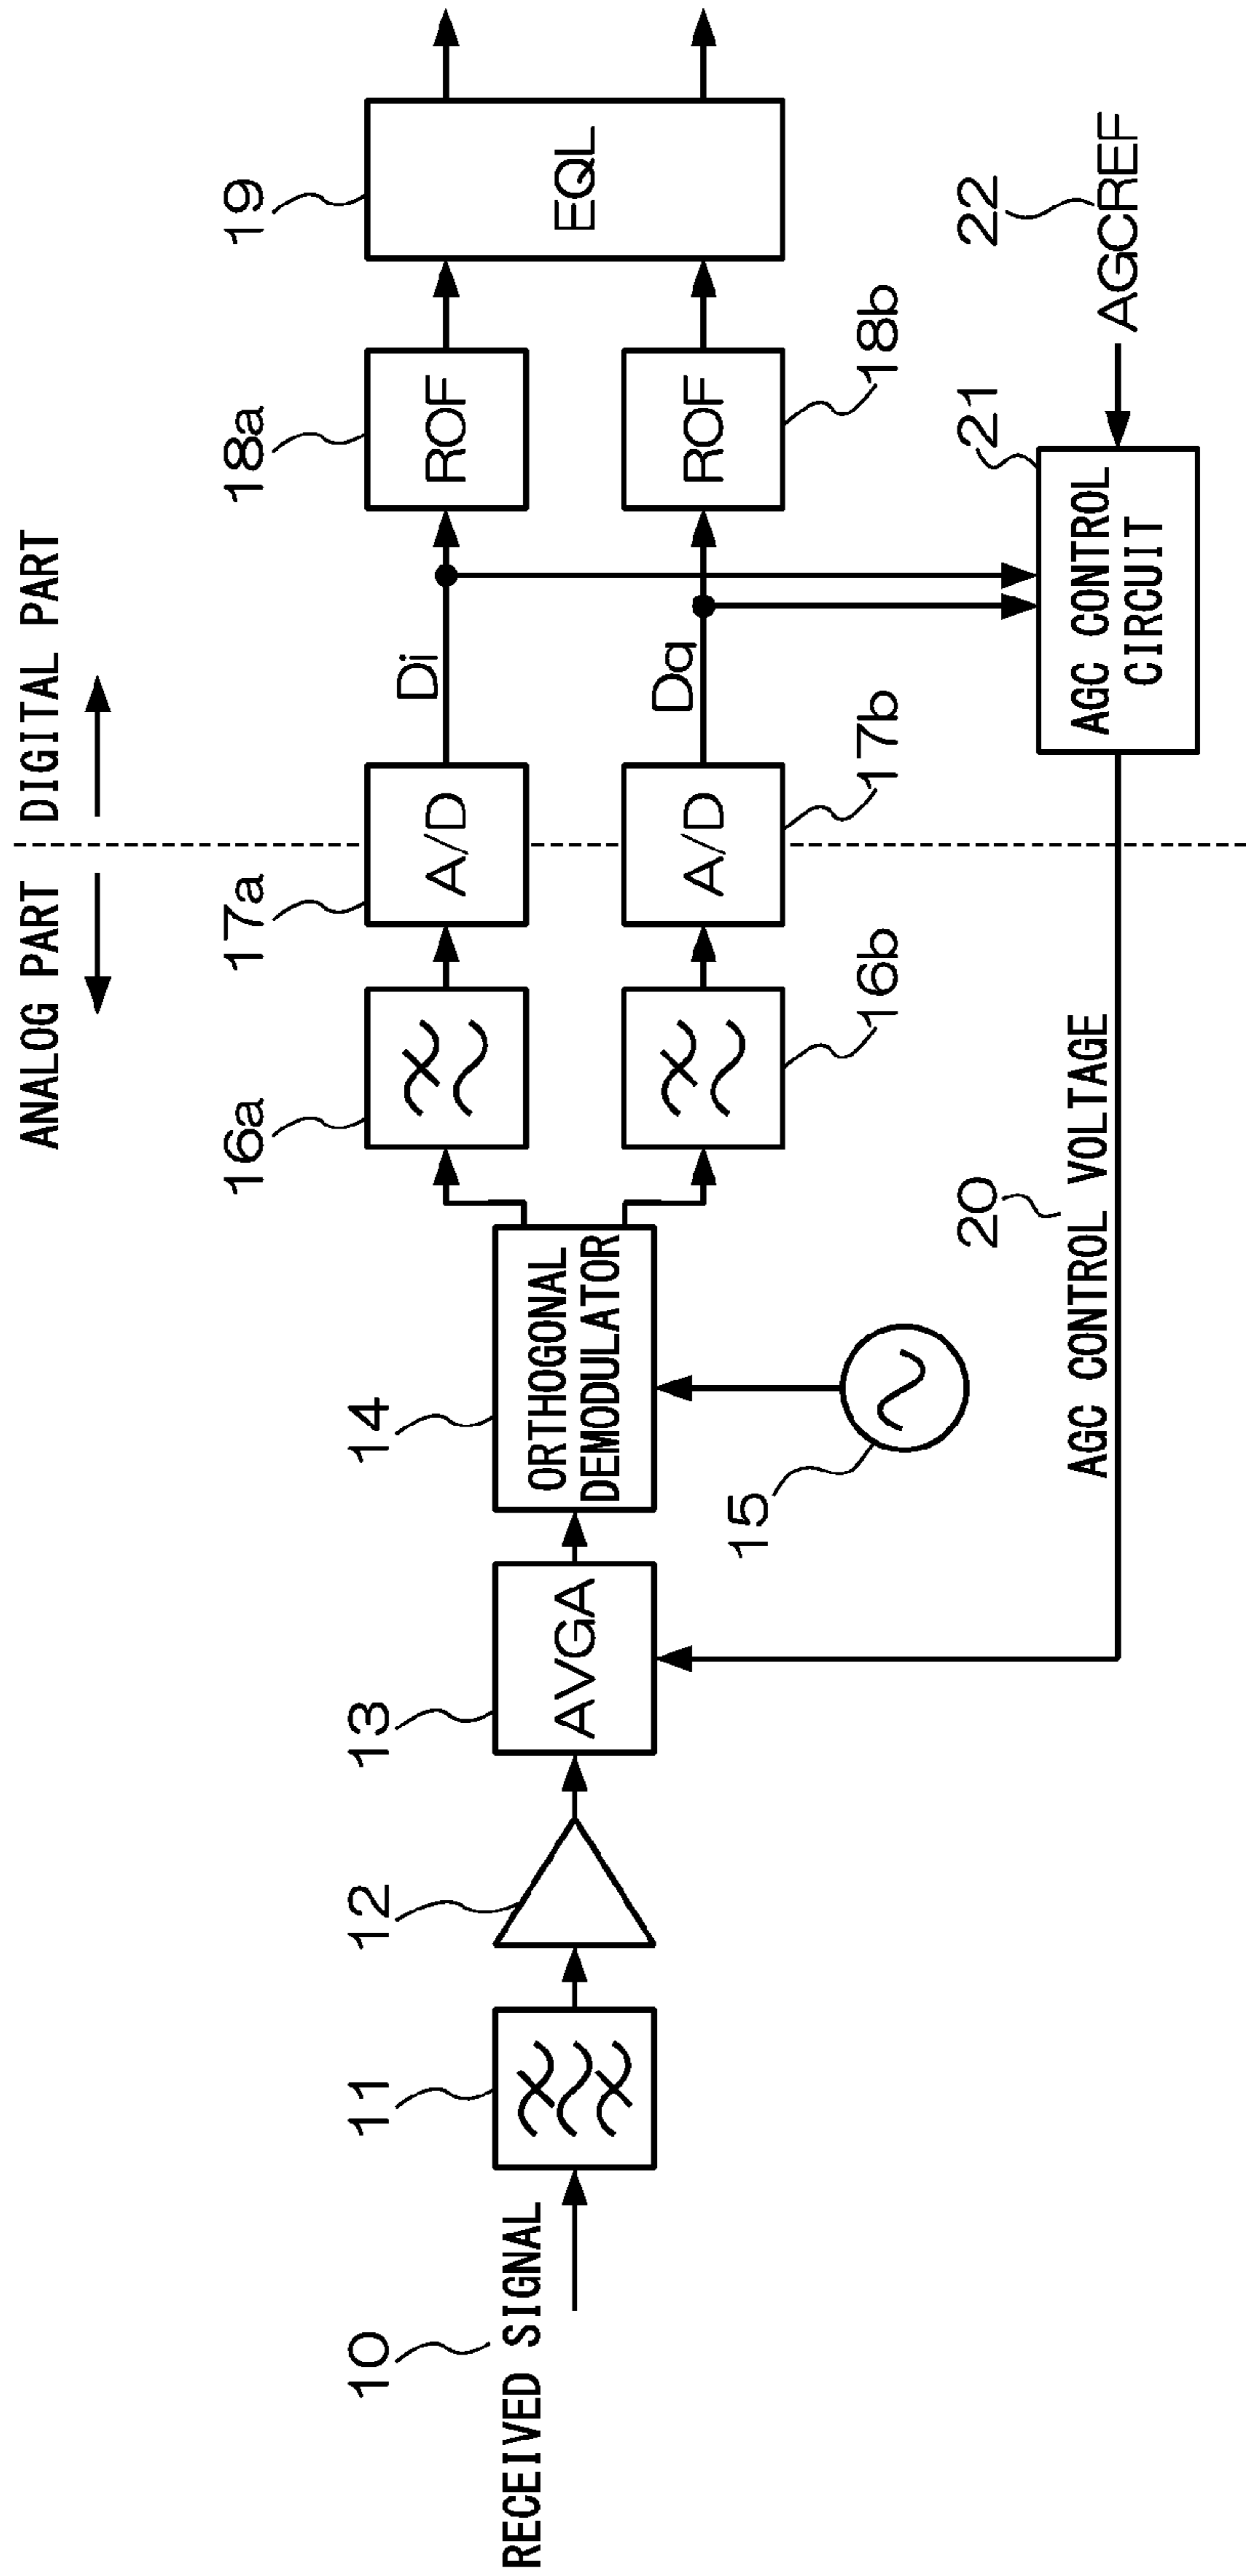 ANALOG PART
DIGITAL PART
16a
17a
18a
19
Di
A/D
ROF
10
11
12
13
14
RECEIVED SIGNAL
AVGA
ORTHOGONAL
DEMODULATOR
EQL
Dq
A/D
ROF
15
16b
17b
18b
20
21
22
AGC CONTROL VOLTAGE
AGC CONTROL
CIRCUIT
AGCREF